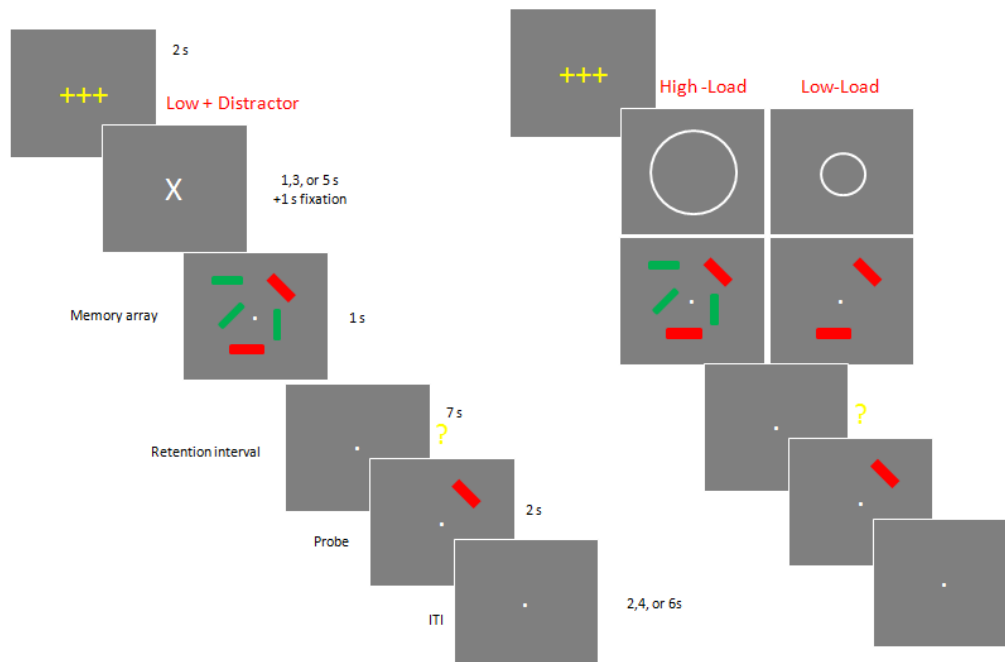 +++
2 s
Low + Distractor
X
1,3, or 5 s
+1 s fixation
Memory array
1 s
7 s
?
Retention interval
2 s
Probe
ITI
2,4, or 6s
+++
High -Load
Low-Load
?